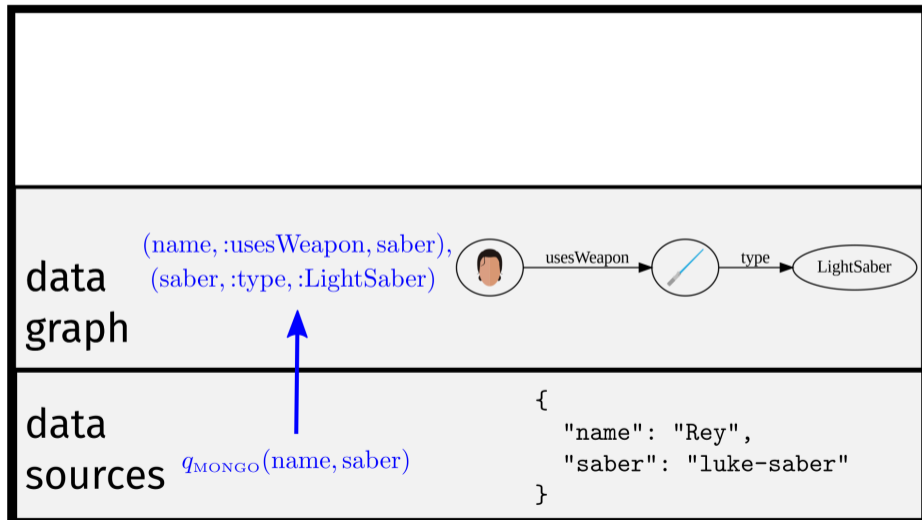 data
graph
(name, :usesWeapon, saber),
(saber, :type, :LightSaber)
usesWeapon
type
LightSaber
data
sources
q_MONGO(name, saber)
{
"name": "Rey",
"saber": "luke-saber"
}